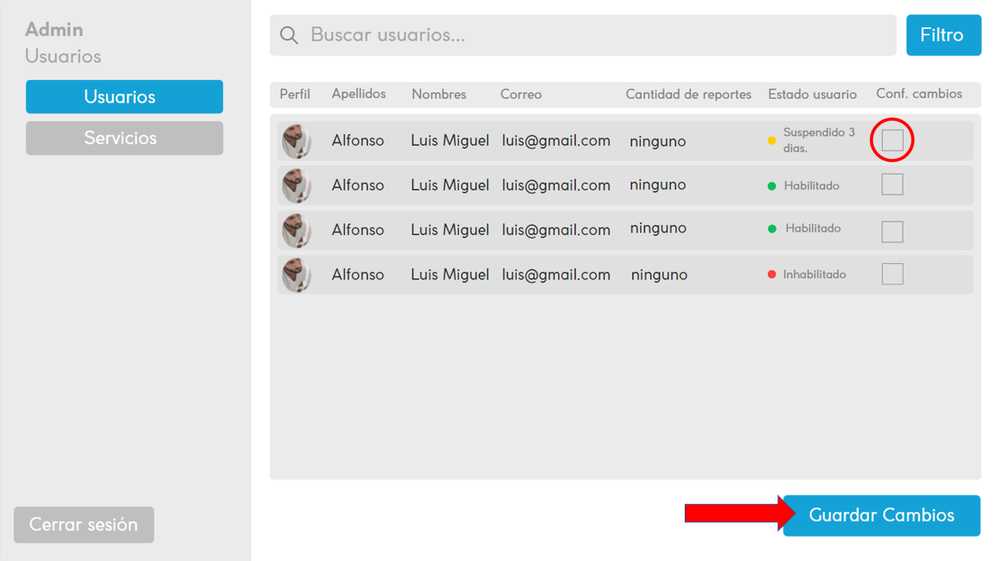 Admin
Usuarios
Usuarios
Servicios
Cerrar sesión
Buscar usuarios...
Filtro
Perfil Apellidos Nombres Correo Cantidad de reportes Estado usuario Conf. cambios
Alfonso Luis Miguel luis@gmail.com ninguno Suspendido 3
dias.
Alfonso Luis Miguel luis@gmail.com ninguno Habilitado
Alfonso Luis Miguel luis@gmail.com ninguno Habilitado
Alfonso Luis Miguel luis@gmail.com ninguno Inhabilitado
Guardar Cambios